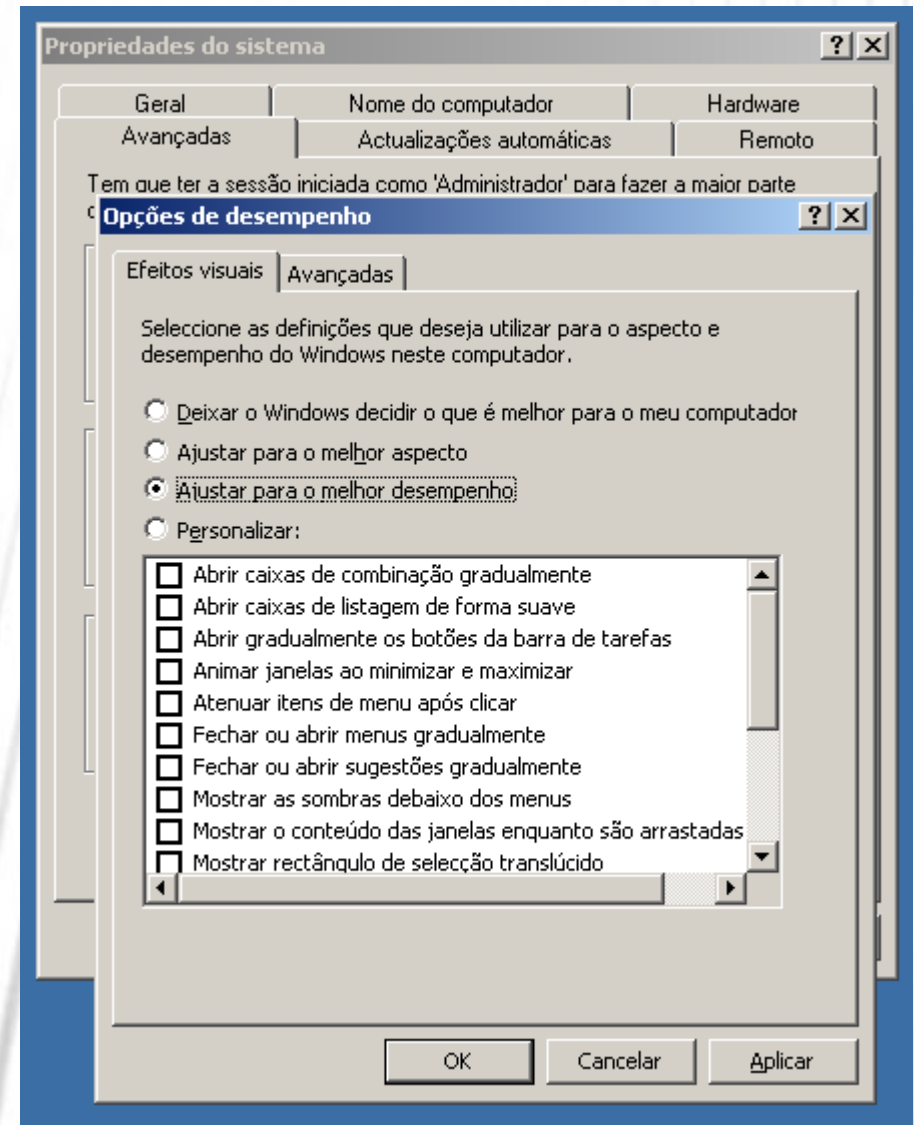 Propriedades do sistema
Geral
Nome do computador
Hardware
Avançadas
Actualizações automáticas
Remoto
Tem que ter a sessão iniciada como 'Administrador' para fazer a maior parte
Opções de desempenho
Efeitos visuais
Avançadas
Seleccione as definições que deseja utilizar para o aspecto e
desempenho do Windows neste computador.
Deixar o Windows decidir o que é melhor para o meu computador
Ajustar para o melhor aspecto
Ajustar para o melhor desempenho
Personalizar:
Abrir caixas de combinação gradualmente
Abrir caixas de listagem de forma suave
Abrir gradualmente os botões da barra de tarefas
Animar janelas ao minimizar e maximizar
Atenuar itens de menu após clicar
Fechar ou abrir menus gradualmente
Fechar ou abrir sugestões gradualmente
Mostrar as sombras debaixo dos menus
Mostrar o conteúdo das janelas enquanto são arrastadas
Mostrar rectângulo de selecção translúcido
OK
Cancelar
Aplicar